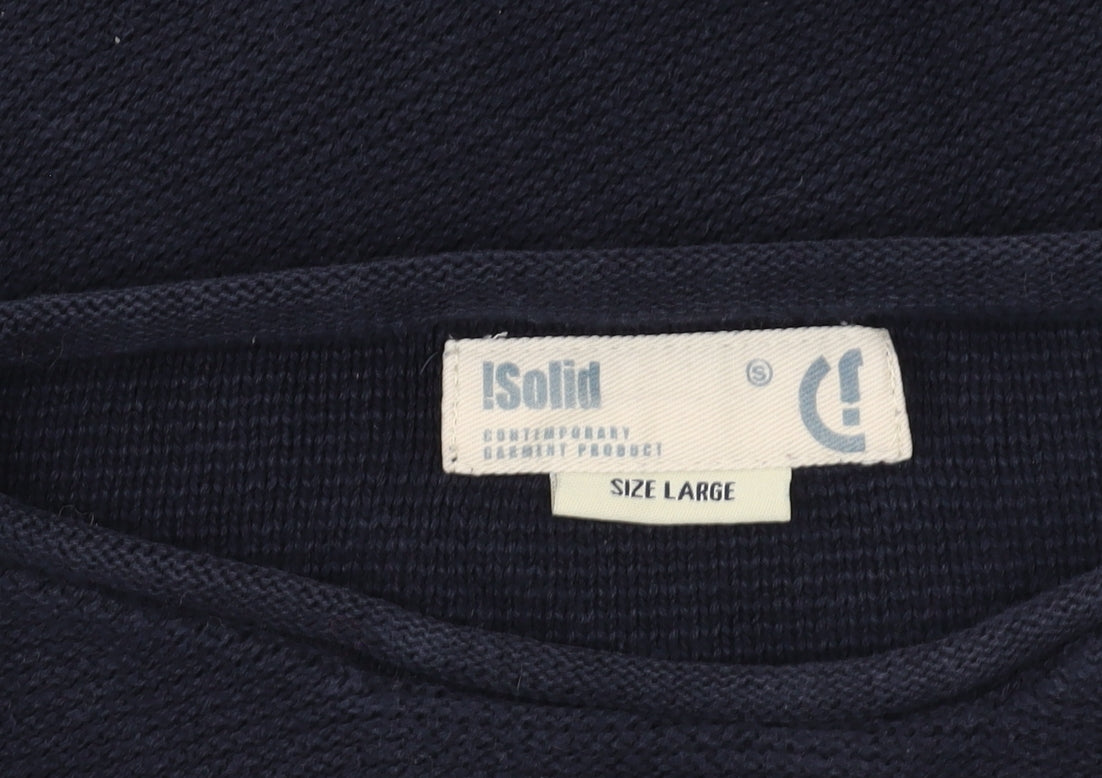 !Solid
Ⓢ
CONTEMPORARY
GARMENT PRODUCT
SIZE LARGE